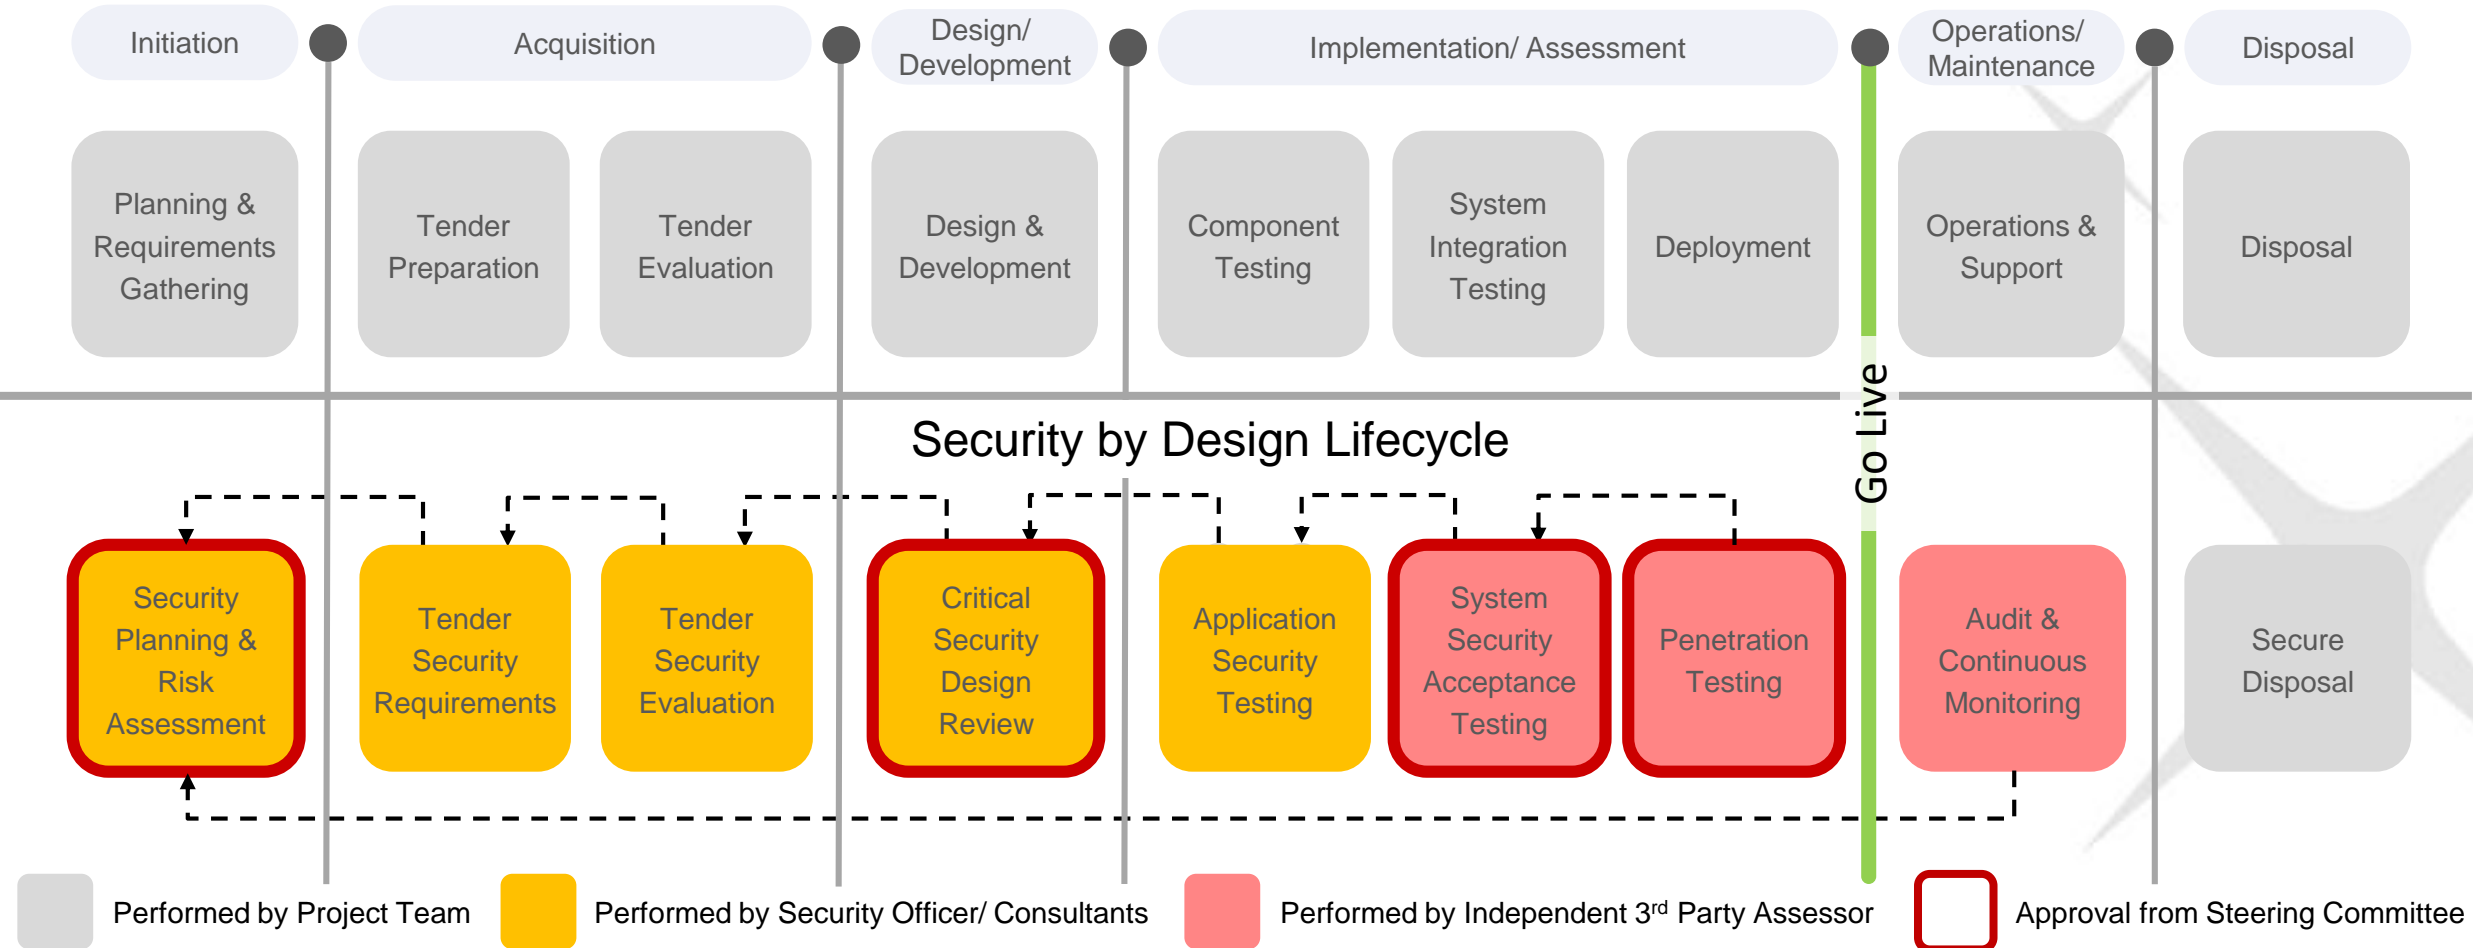 Initiation
Acquisition
Design/
Development
Implementation/ Assessment
Operations/
Maintenance
Disposal
Planning &
Requirements
Gathering
Tender
Preparation
Tender
Evaluation
Design &
Development
Component
Testing
System
Integration
Testing
Deployment
Operations &
Support
Disposal
Go Live
Security by Design Lifecycle
Security
Planning &
Risk
Assessment
Tender
Security
Requirements
Tender
Security
Evaluation
Critical
Security
Design
Review
Application
Security
Testing
System
Security
Acceptance
Testing
Penetration
Testing
Audit &
Continuous
Monitoring
Secure
Disposal
Performed by Project Team
Performed by Security Officer/ Consultants
Performed by Independent 3rd Party Assessor
Approval from Steering Committee